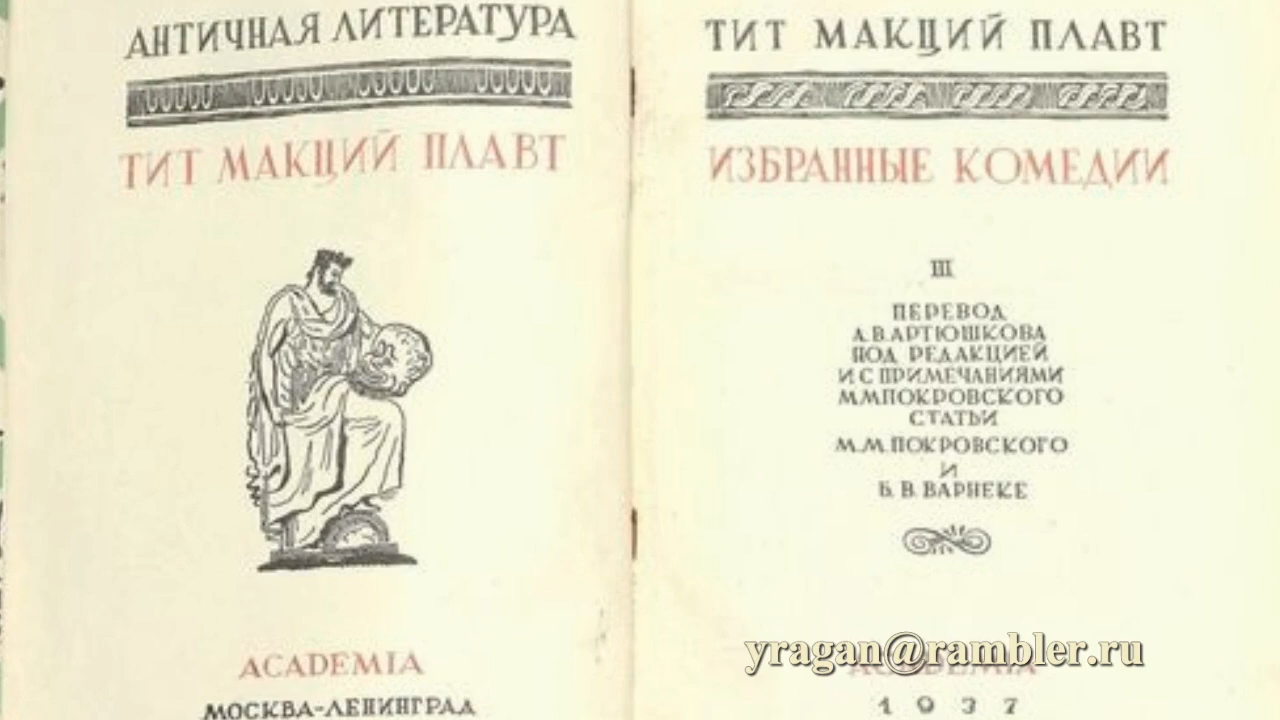 АНТИЧНАЯ ЛИТЕРАТУРА
ТИТ МАКЦИЙ ПЛАВТ
ACADEMIA
МОСКВА-ЛЕНИНГРАД
ТИТ МАКЦИЙ ПЛАВТ
ИЗБРАННЫЕ КОМЕДИИ
III
ПЕРЕВОД
А.В.АРТЮШКОВА
ПОД РЕДАКЦИЕЙ
И С ПРИМЕЧАНИЯМИ
М.М.ПОКРОВСКОГО
СТАТЬИ
М.М.ПОКРОВСКОГО
И
Б.В.ВАРНЕКЕ
yragan@rambler.ru
ACADEMIA
1937